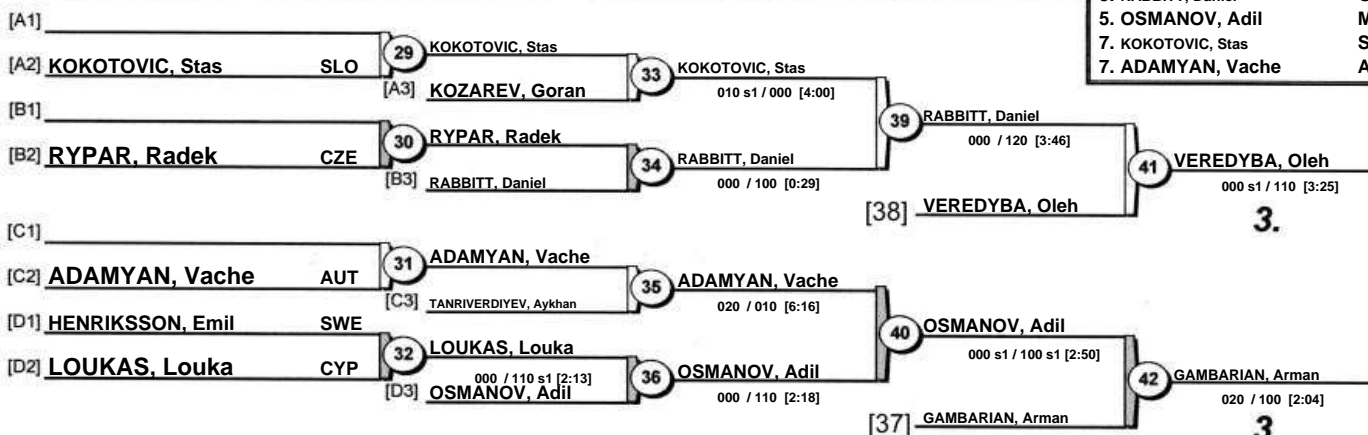 5. OSMANOV, Adil
7. KOKOTOVIC, Stas
7. ADAMYAN, Vache
[A1]
[A2] KOKOTOVIC, Stas SLO
29 KOKOTOVIC, Stas
[A3] KOZAREV, Goran
33 KOKOTOVIC, Stas
010 s1 / 000 [4:00]
[B1]
[B2] RYPAR, Radek CZE
30 RYPAR, Radek
[B3] RABBITT, Daniel
34 RABBITT, Daniel
000 / 100 [0:29]
39 RABBITT, Daniel
000 / 120 [3:46]
[38] VEREDYBA, Oleh
41 VEREDYBA, Oleh
000 s1 / 110 [3:25]
3.
[C1]
[C2] ADAMYAN, Vache AUT
31 ADAMYAN, Vache
[C3] TANRIVERDIYEV, Aykhan
35 ADAMYAN, Vache
020 / 010 [6:16]
[D1] HENRIKSSON, Emil SWE
[D2] LOUKAS, Louka CYP
32 LOUKAS, Louka
000 / 110 s1 [2:13]
[D3] OSMANOV, Adil
36 OSMANOV, Adil
000 / 110 [2:18]
40 OSMANOV, Adil
000 s1 / 100 s1 [2:50]
[37] GAMBARIAN, Arman
42 GAMBARIAN, Arman
020 / 100 [2:04]
3